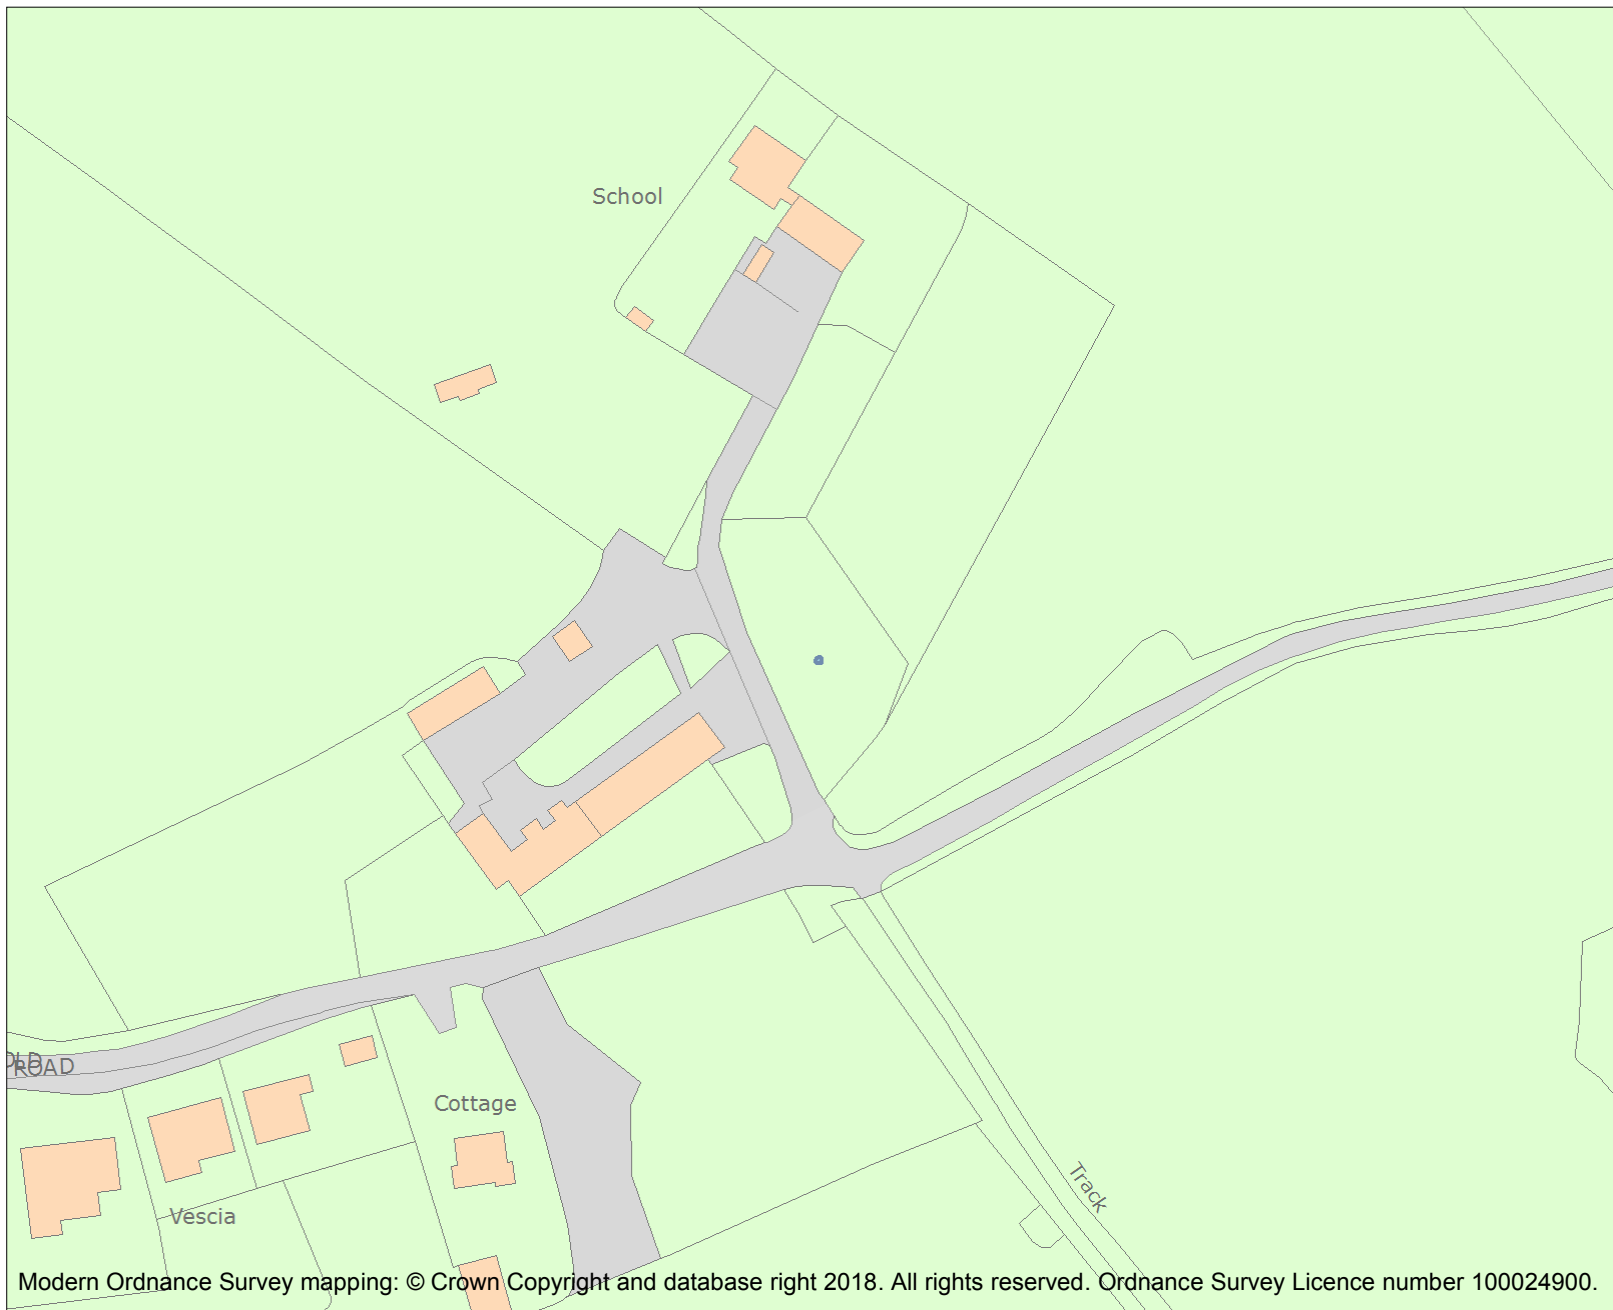 School
ROAD
Cottage
Track
Vescia
Modern Ordnance Survey mapping: © Crown Copyright and database right 2018. All rights reserved. Ordnance Survey Licence number 100024900.